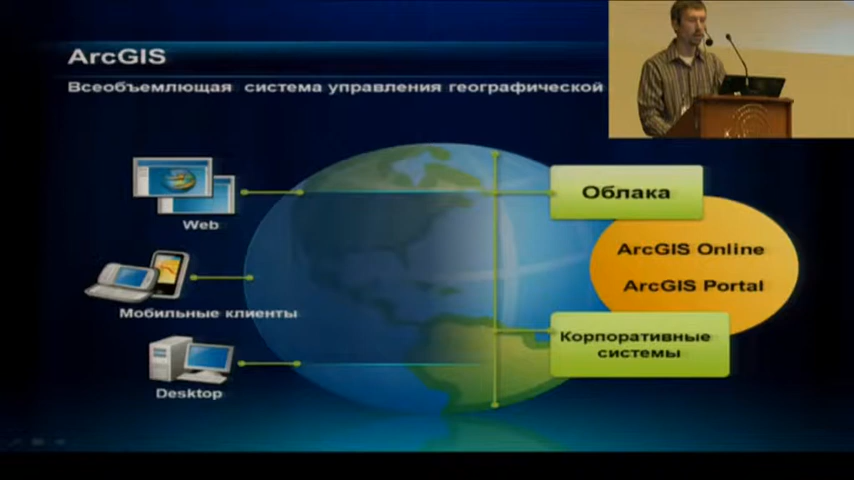 ArcGIS
Всеобъемлющая система управления географической
Web
Мобильные клиенты
Desktop
Облака
ArcGIS Online
ArcGIS Portal
Корпоративные
системы